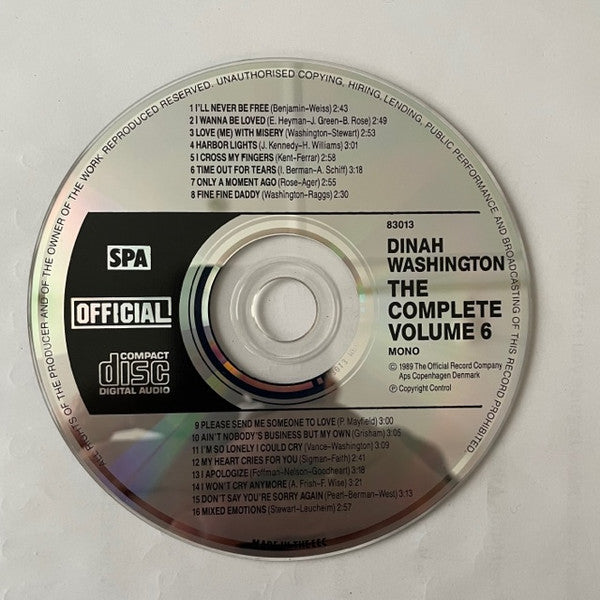 ALL RIGHTS OF THE PRODUCER AND OF THE OWNER OF THE WORK REPRODUCED RESERVED. UNAUTHORISED COPYING, HIRING, LENDING, PUBLIC PERFORMANCE AND BROADCASTING OF THIS RECORD PROHIBITED
1 I'LL NEVER BE FREE (Benjamin-Weiss) 2:43
2 I WANNA BE LOVED (E. Heyman-J. Green-B. Rose) 2:49
3 LOVE (ME) WITH MISERY (Washington-Stewart) 2:53
4 HARBOR LIGHTS (J. Kennedy-H. Williams) 3:01
5 I CROSS MY FINGERS (Kent-Ferrar) 2:58
6 TIME OUT FOR TEARS (I. Berman-A. Schiff) 3:18
7 ONLY A MOMENT AGO (Rose-Ager) 2:55
8 FINE FINE DADDY (Washington-Raggs) 2:30
SPA
OFFICIAL
COMPACT
disc
DIGITAL AUDIO
83013
DINAH
WASHINGTON
THE
COMPLETE
VOLUME 6
MONO
© 1989 The Official Record Company
Aps Copenhagen Denmark
Ⓟ Copyright Control
9 PLEASE SEND ME SOMEONE TO LOVE (P. Mayfield) 3:00
10 AIN'T NOBODY'S BUSINESS BUT MY OWN (Grisham) 3:05
11 I'M SO LONELY I COULD CRY (Vance-Washington) 3:09
12 MY HEART CRIES FOR YOU (Sigman-Faith) 2:41
13 I APOLOGIZE (Foffman-Nelson-Goodheart) 3:18
14 I WON'T CRY ANYMORE (A. Frish-F. Wise) 3:21
15 DON'T SAY YOU'RE SORRY AGAIN (Pearl-Berman-West) 3:13
16 MIXED EMOTIONS (Stewart-Laucheim) 2:57
MADE IN THE EEC